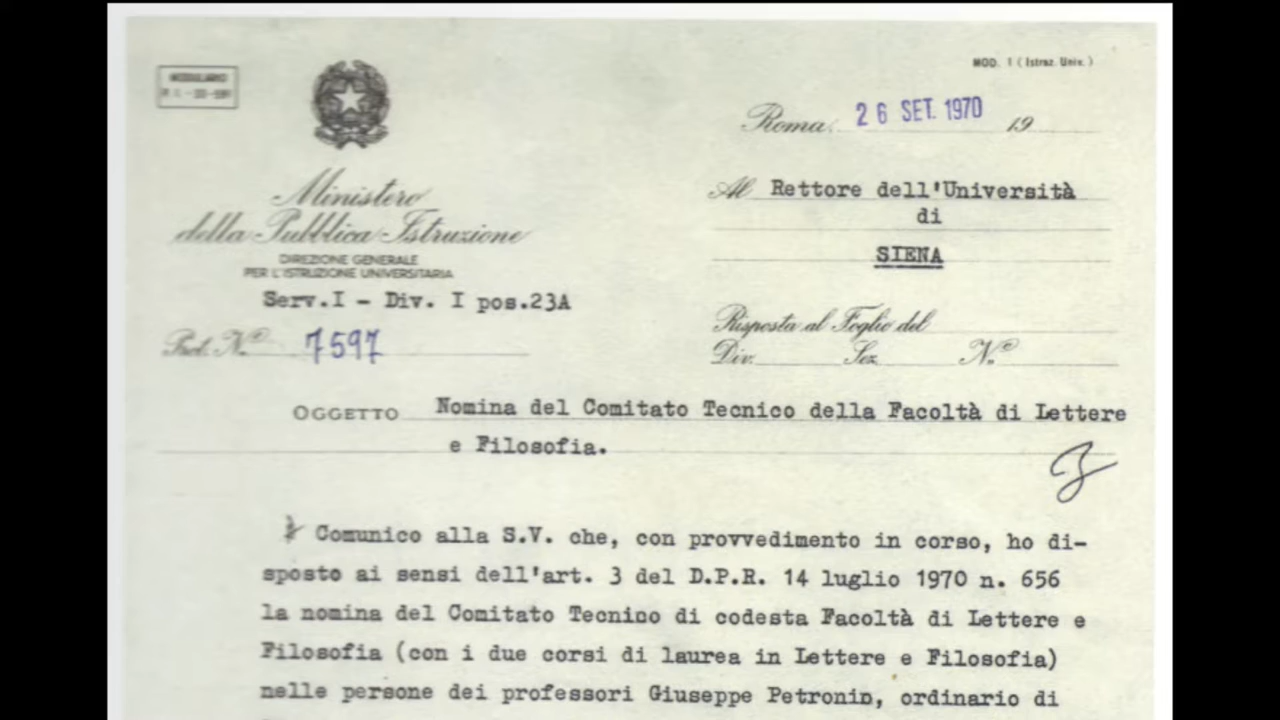 MODULARIO
MOD. 1 (Istraz. Univ.)
Roma, 26 SET. 1970 19
Ministero
della Pubblica Istruzione
DIREZIONE GENERALE
PER L'ISTRUZIONE UNIVERSITARIA
Serv.I - Div. I pos.23A
Prot. N.º 7597
Al Rettore dell'Università
di
SIENA
Risposta al Foglio del
Div. Sez. N.º
OGGETTO Nomina del Comitato Tecnico della Facoltà di Lettere
e Filosofia.
Comunico alla S.V. che, con provvedimento in corso, ho di-
sposto ai sensi dell'art. 3 del D.P.R. 14 luglio 1970 n. 656
la nomina del Comitato Tecnino di codesta Facoltà di Lettere e
Filosofia (con i due corsi di laurea in Lettere e Filosofia)
nelle persone dei professori Giuseppe Petronin, ordinario di